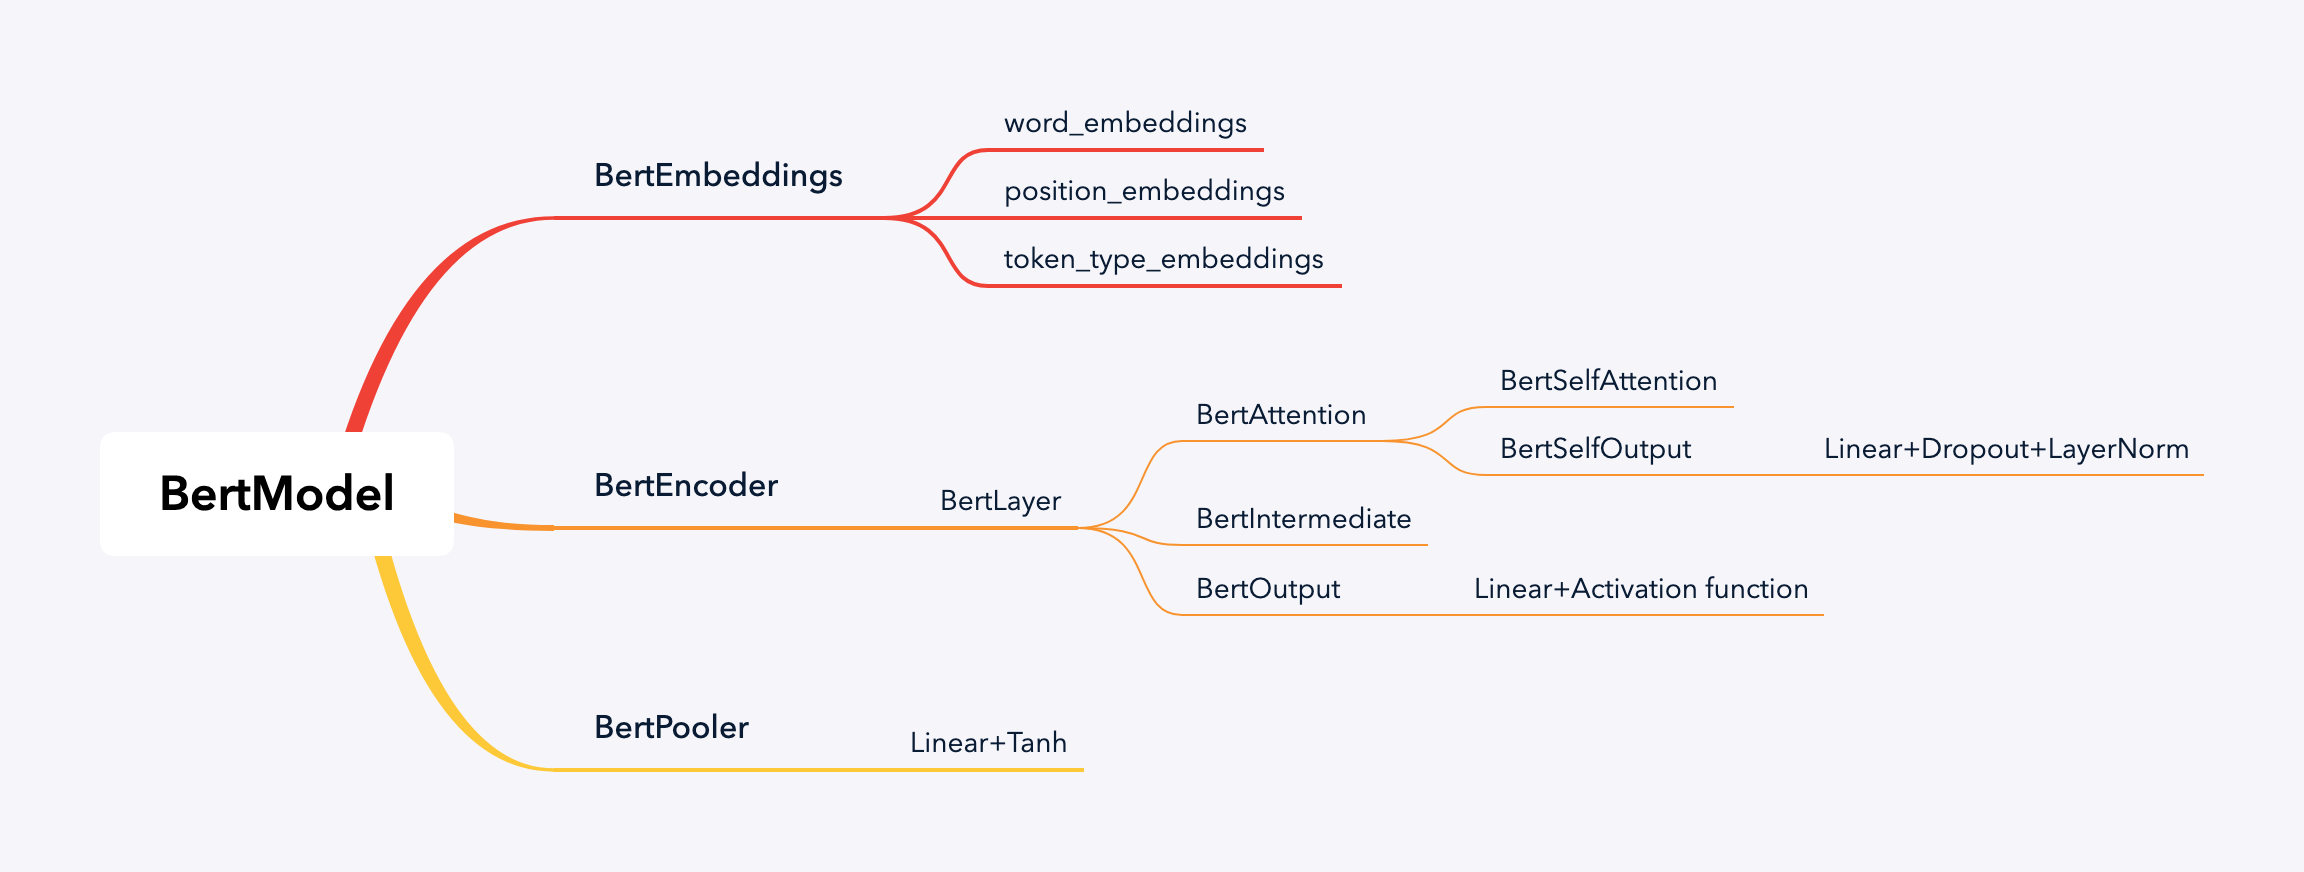 BertModel
BertEmbeddings
word_embeddings
position_embeddings
token_type_embeddings
BertEncoder
BertLayer
BertAttention
BertSelfAttention
BertSelfOutput
Linear+Dropout+LayerNorm
BertIntermediate
BertOutput
Linear+Activation function
BertPooler
Linear+Tanh